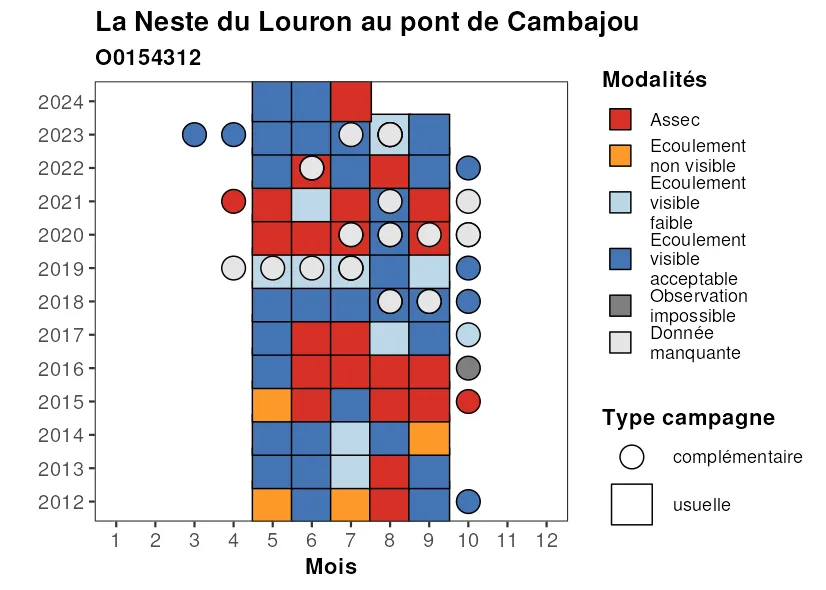 La Neste du Louron au pont de Cambajou
O0154312
2024
2023
2022
2021
2020
2019
2018
2017
2016
2015
2014
2013
2012
1 2 3 4 5 6 7 8 9 10 11 12
Mois
Modalités
Assec
Ecoulement
non visible
Ecoulement
visible
faible
Ecoulement
visible
acceptable
Observation
impossible
Donnée
manquante
Type campagne
complémentaire
usuelle